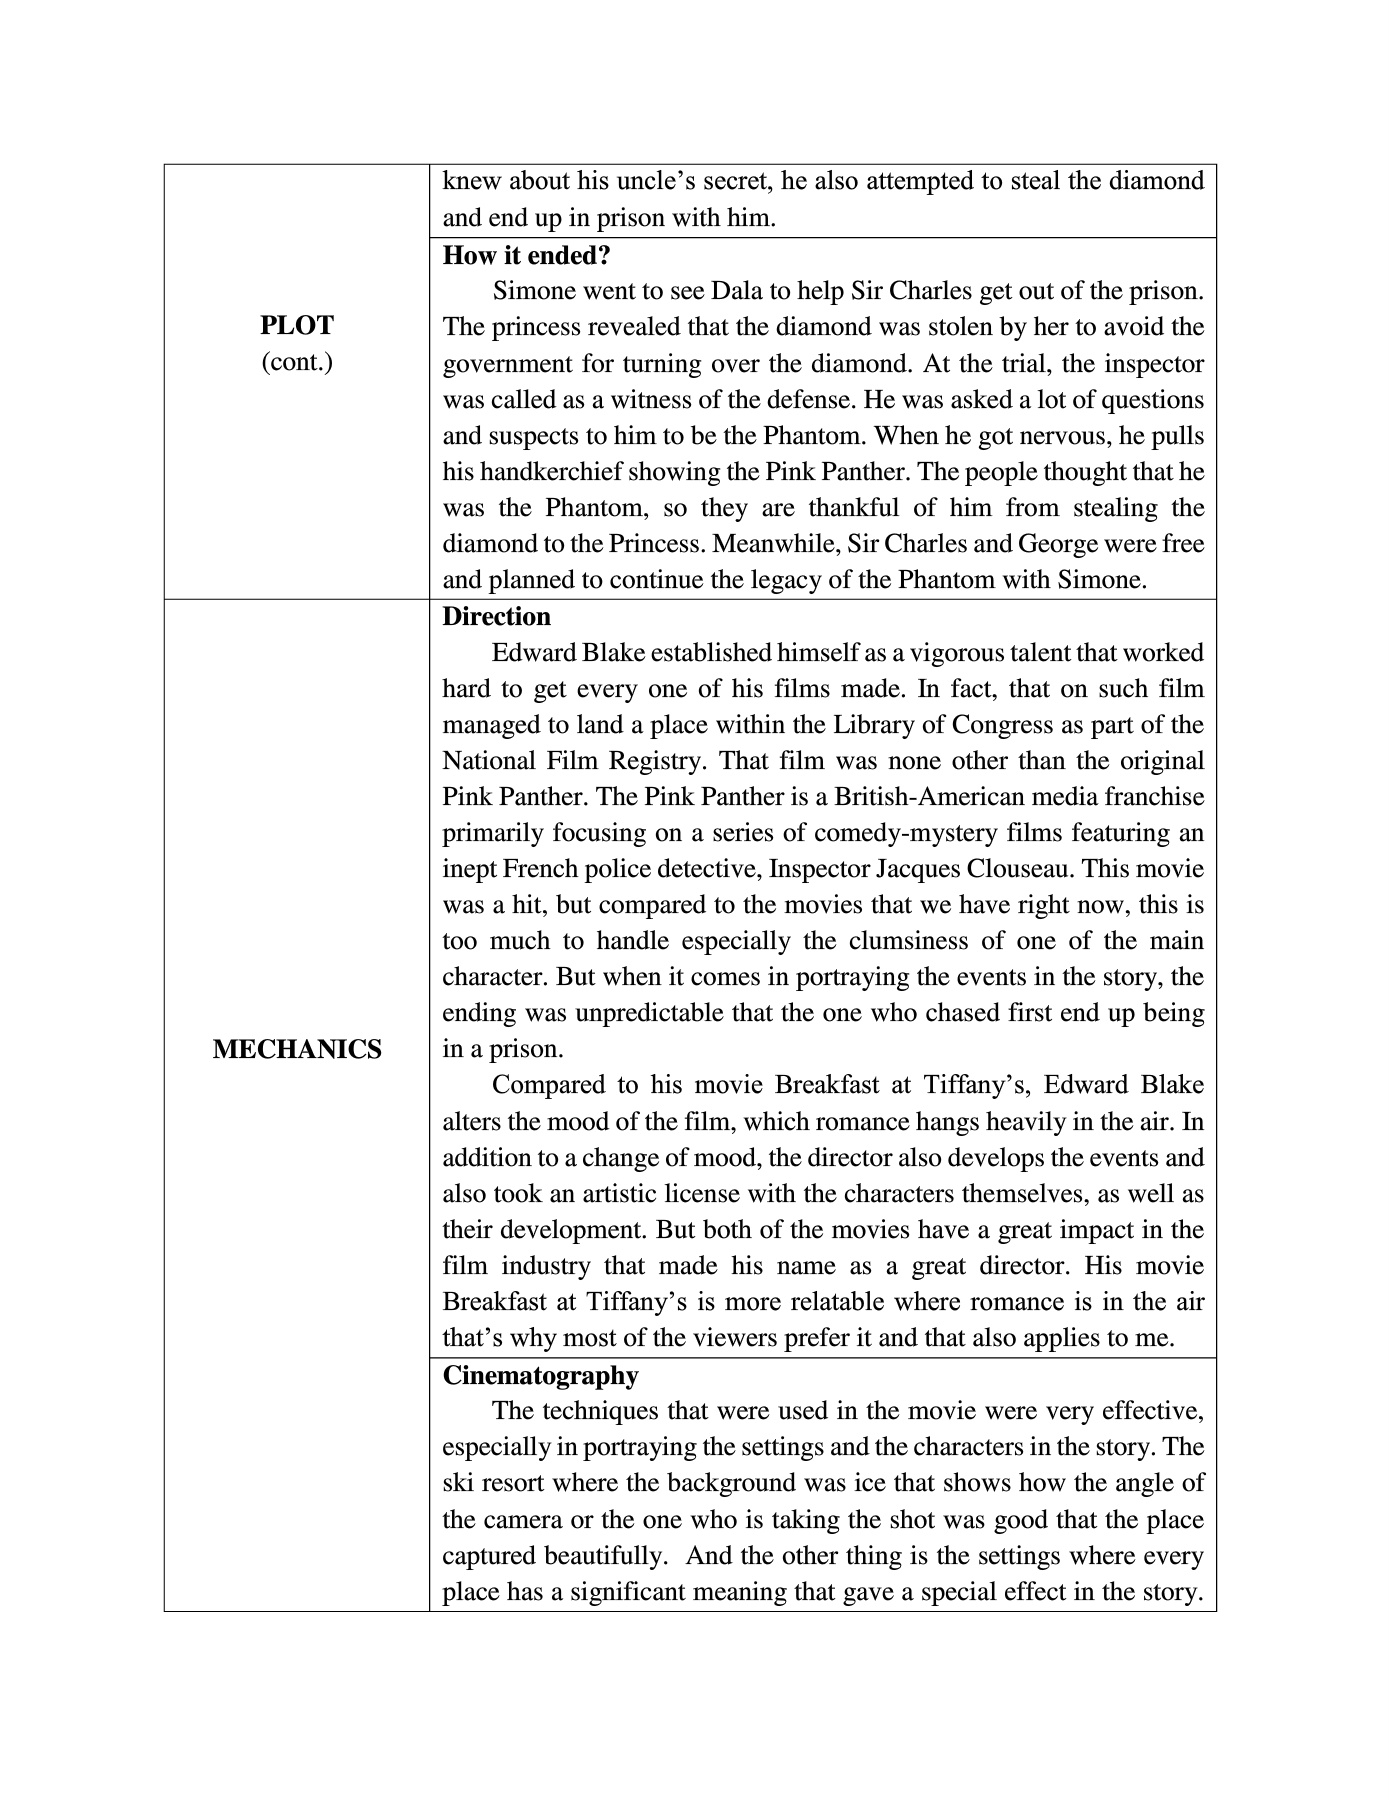 knew about his uncle’s secret, he also attempted to steal the diamond
and end up in prison with him.
PLOT
(cont.)
How it ended?
Simone went to see Dala to help Sir Charles get out of the prison.
The princess revealed that the diamond was stolen by her to avoid the
government for turning over the diamond. At the trial, the inspector
was called as a witness of the defense. He was asked a lot of questions
and suspects to him to be the Phantom. When he got nervous, he pulls
his handkerchief showing the Pink Panther. The people thought that he
was the Phantom, so they are thankful of him from stealing the
diamond to the Princess. Meanwhile, Sir Charles and George were free
and planned to continue the legacy of the Phantom with Simone.
MECHANICS
Direction
Edward Blake established himself as a vigorous talent that worked
hard to get every one of his films made. In fact, that on such film
managed to land a place within the Library of Congress as part of the
National Film Registry. That film was none other than the original
Pink Panther. The Pink Panther is a British-American media franchise
primarily focusing on a series of comedy-mystery films featuring an
inept French police detective, Inspector Jacques Clouseau. This movie
was a hit, but compared to the movies that we have right now, this is
too much to handle especially the clumsiness of one of the main
character. But when it comes in portraying the events in the story, the
ending was unpredictable that the one who chased first end up being
in a prison.
Compared to his movie Breakfast at Tiffany’s, Edward Blake
alters the mood of the film, which romance hangs heavily in the air. In
addition to a change of mood, the director also develops the events and
also took an artistic license with the characters themselves, as well as
their development. But both of the movies have a great impact in the
film industry that made his name as a great director. His movie
Breakfast at Tiffany’s is more relatable where romance is in the air
that’s why most of the viewers prefer it and that also applies to me.
Cinematography
The techniques that were used in the movie were very effective,
especially in portraying the settings and the characters in the story. The
ski resort where the background was ice that shows how the angle of
the camera or the one who is taking the shot was good that the place
captured beautifully.  And the other thing is the settings where every
place has a significant meaning that gave a special effect in the story.